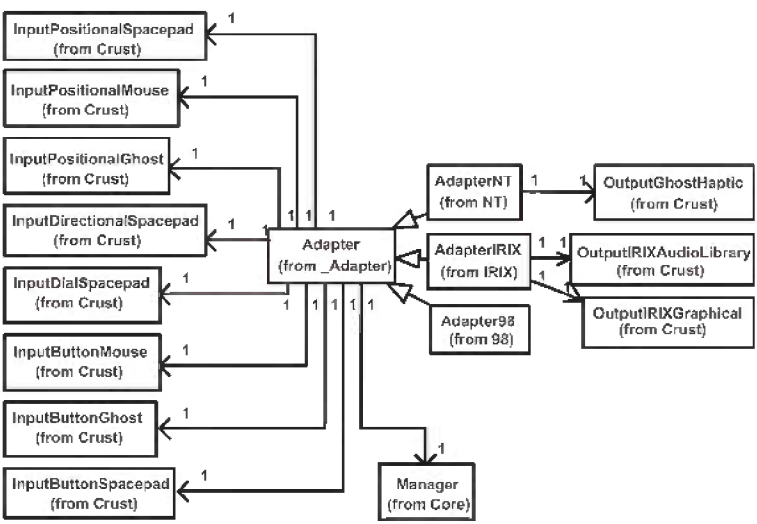 InputPositionalSpacepad
(from Crust)
1
InputPositionalMouse
(from Crust)
1
InputPositionalGhost
(from Crust)
1
InputDirectionalSpacepad
(from Crust)
1
1
1
1
1
InputDialSpacepad
(from Crust)
1
InputButtonMouse
(from Crust)
1
InputButtonGhost
(from Crust)
1
InputButtonSpacepad
(from Crust)
1
Adapter
(from _Adapter)
1
1
1
1
1
AdapterNT
(from NT)
1
1
OutputGhostHaptic
(from Crust)
AdapterIRIX
(from IRIX)
1
1
OutputIRIXAudioLibrary
(from Crust)
1
1
OutputIRIXGraphical
(from Crust)
Adapter98
(from 98)
1
Manager
(from Core)